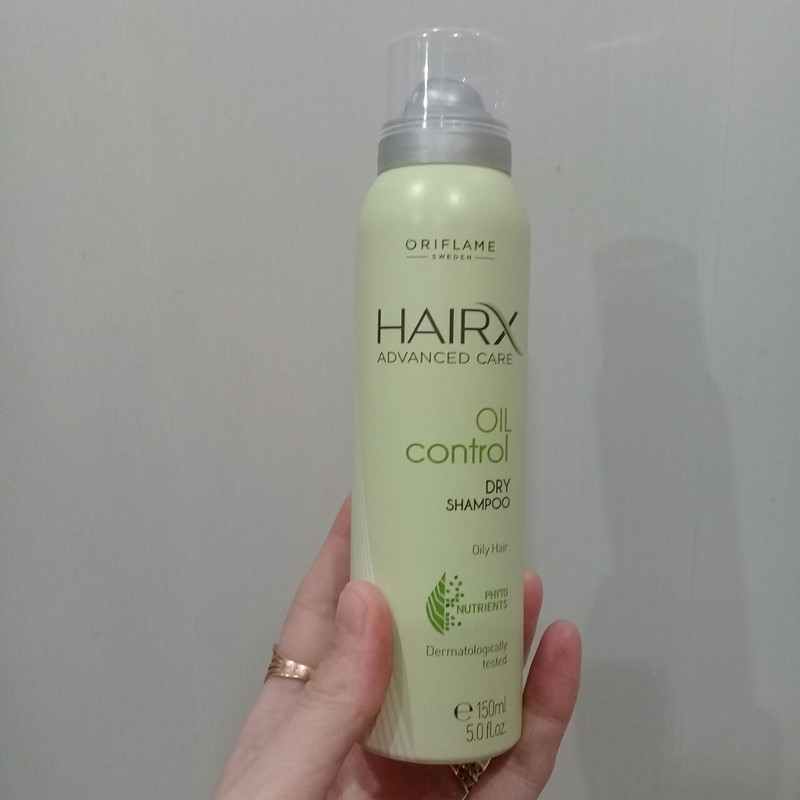 ORIFLAME
SWEDEN
HAIRX
ADVANCED CARE
OIL
control
DRY
SHAMPOO
Oily Hair
PHYTO
NUTRIENTS
Dermatologically
tested
℮ 150ml
5.0 fl.oz